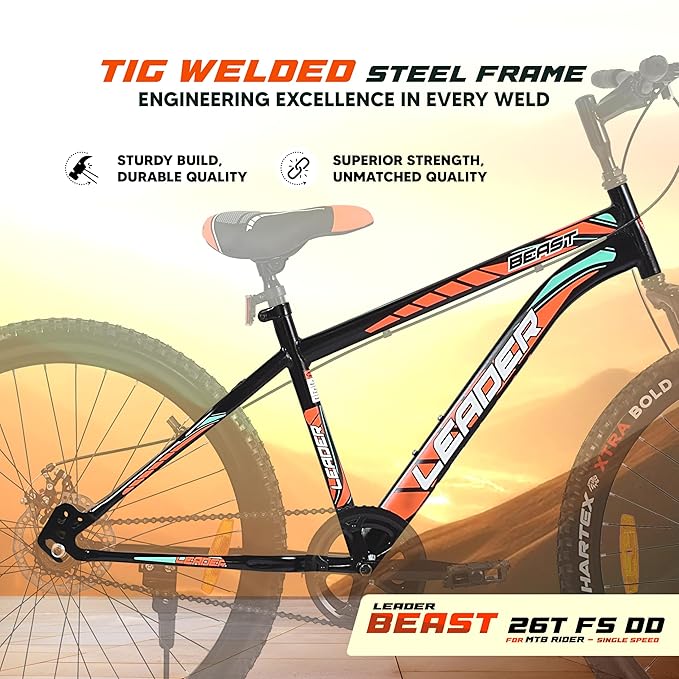 TIG WELDED STEEL FRAME
ENGINEERING EXCELLENCE IN EVERY WELD
STURDY BUILD,
DURABLE QUALITY
SUPERIOR STRENGTH,
UNMATCHED QUALITY
BEAST
LEADER
LEADER
LEADER
HARTEX XTRA BOLD
LEADER
BEAST 26T FS DD
FOR MTB RIDER – SINGLE SPEED